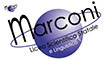 Marconi
Liceo Scientifico Statale
e Linguistico